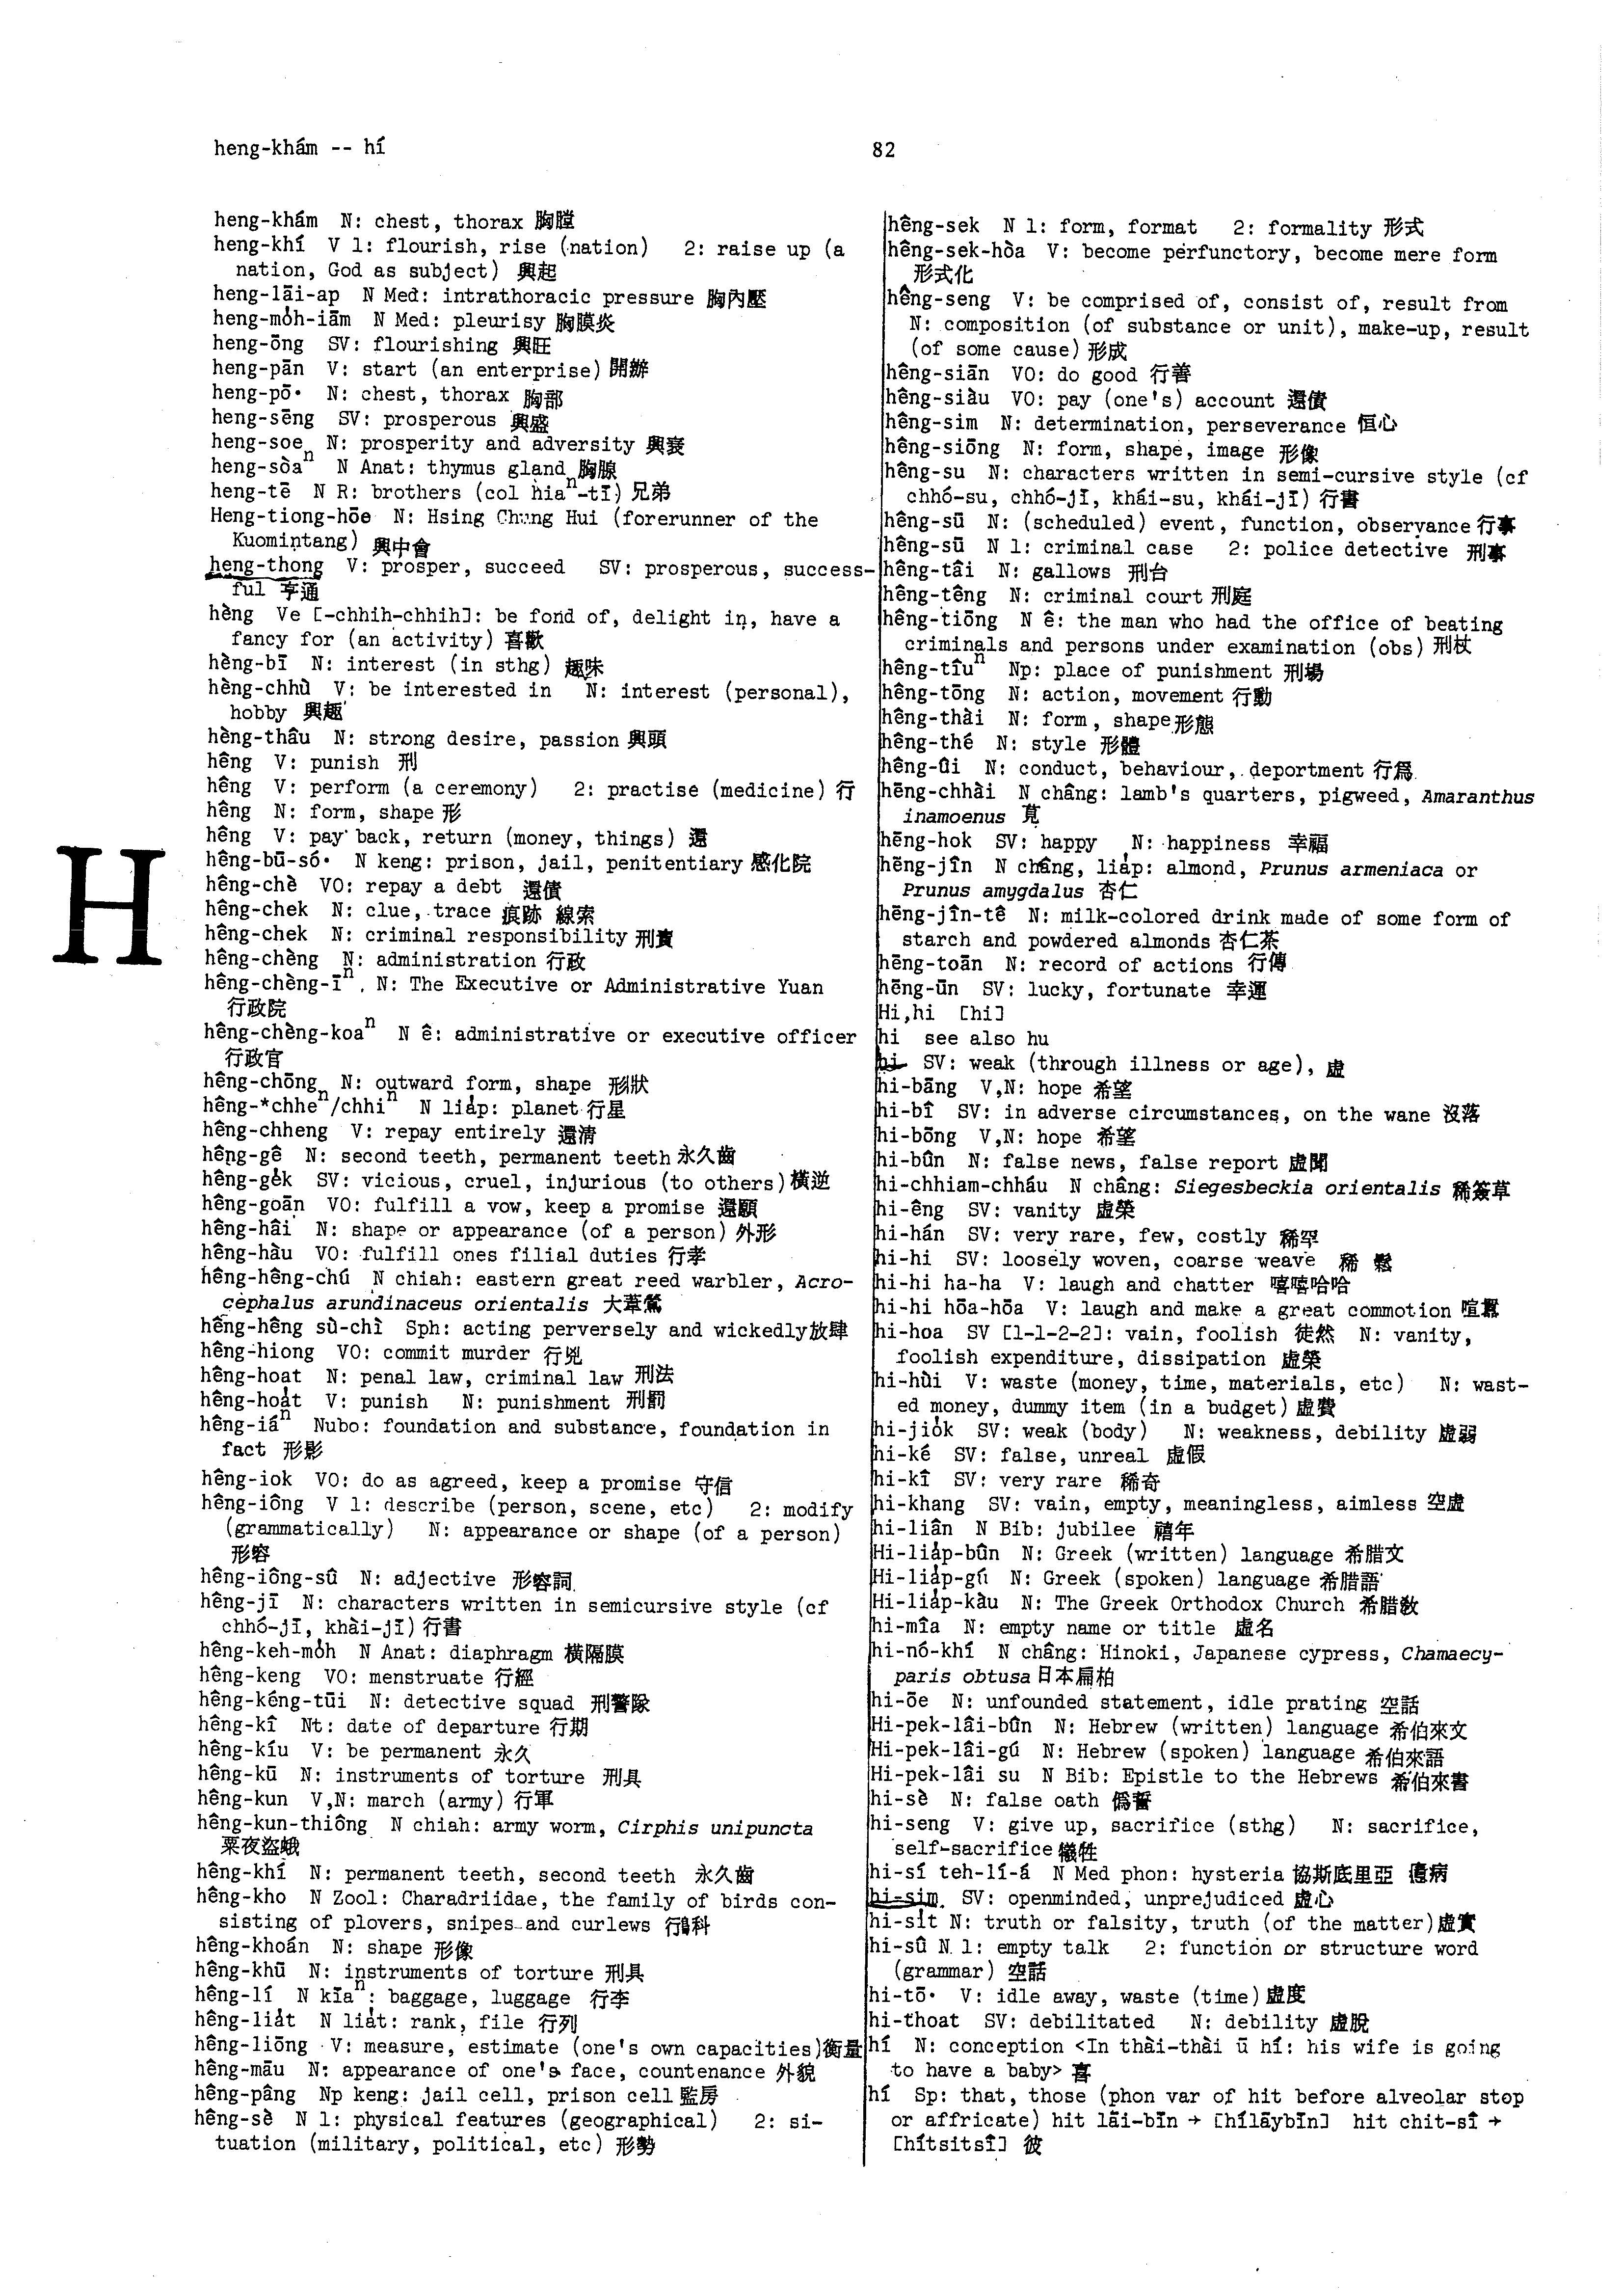 heng-khám -- hí
82
heng-khám N: chest, thorax 胸膛
heng-khí V 1: flourish, rise (nation) 2: raise up (a
nation, God as subject) 興起
heng-lāi-ap N Med: intrathoracic pressure 胸內壓
heng-mo̍h-iām N Med: pleurisy 胸膜炎
heng-ōng SV: flourishing 興旺
heng-pān V: start (an enterprise) 開辦
heng-pō· N: chest, thorax 胸部
heng-sēng SV: prosperous 興盛
heng-soe N: prosperity and adversity 興衰
heng-sòaⁿ N Anat: thymus gland 胸腺
heng-tē N R: brothers (col hiaⁿ-tī) 兄弟
Heng-tiong-hōe N: Hsing Chung Hui (forerunner of the
Kuomintang) 興中會
heng-thong V: prosper, succeed SV: prosperous, success-
ful 亨通
hèng Ve [-chhih-chhih]: be fond of, delight in, have a
fancy for (an activity) 喜歡
hèng-bī N: interest (in sthg) 趣味
hèng-chhù V: be interested in N: interest (personal),
hobby 興趣
hèng-thâu N: strong desire, passion 興頭
hêng V: punish 刑
hêng V: perform (a ceremony) 2: practise (medicine) 行
hêng N: form, shape 形
hêng V: pay back, return (money, things) 還
hêng-bū-só· N keng: prison, jail, penitentiary 感化院
H
hêng-chè VO: repay a debt 還債
hêng-chek N: clue, trace 痕跡 線索
hêng-chek N: criminal responsibility 刑責
hêng-chèng N: administration 行政
hêng-chèng-īⁿ N: The Executive or Administrative Yuan
行政院
hêng-chèng-koaⁿ N ê: administrative or executive officer
行政官
hêng-chōng N: outward form, shape 形狀
hêng-*chheⁿ/chhiⁿ N lia̍p: planet 行星
hêng-chheng V: repay entirely 還清
hêng-gê N: second teeth, permanent teeth 永久齒
hêng-ge̍k SV: vicious, cruel, injurious (to others) 橫逆
hêng-goān VO: fulfill a vow, keep a promise 還願
hêng-hâi N: shape or appearance (of a person) 外形
hêng-hàu VO: fulfill ones filial duties 行孝
hêng-hêng-chú N chiah: eastern great reed warbler, Acro-
cephalus arundinaceus orientalis 大葦鶯
hêng-hêng sù-chì Sph: acting perversely and wickedly 放肆
hêng-hiong VO: commit murder 行兇
hêng-hoat N: penal law, criminal law 刑法
hêng-hoa̍t V: punish N: punishment 刑罰
hêng-iáⁿ Nubo: foundation and substance, foundation in
fact 形影
hêng-iok VO: do as agreed, keep a promise 守信
hêng-iông V 1: describe (person, scene, etc) 2: modify
(grammatically) N: appearance or shape (of a person)
形容
hêng-iông-sû N: adjective 形容詞
hêng-jī N: characters written in semicursive style (cf
chhó-jī, khài-jī) 行書
hêng-keh-mo̍h N Anat: diaphragm 橫隔膜
hêng-keng VO: menstruate 行經
hêng-kéng-tūi N: detective squad 刑警隊
hêng-kî Nt: date of departure 行期
hêng-kíu V: be permanent 永久
hêng-kū N: instruments of torture 刑具
hêng-kun V,N: march (army) 行軍
hêng-kun-thiông N chiah: army worm, Cirphis unipuncta
粟夜盜蛾
hêng-khí N: permanent teeth, second teeth 永久齒
hêng-kho N Zool: Charadriidae, the family of birds con-
sisting of plovers, snipes and curlews 行鳥科
hêng-khoán N: shape 形像
hêng-khū N: instruments of torture 刑具
hêng-lí N kīaⁿ: baggage, luggage 行李
hêng-lia̍t N lia̍t: rank, file 行列
hêng-liōng V: measure, estimate (one's own capacities) 衡量
hêng-māu N: appearance of one's face, countenance 外貌
hêng-pâng Np keng: jail cell, prison cell 監房
hêng-sè N 1: physical features (geographical) 2: si-
tuation (military, political, etc) 形勢
hêng-sek N 1: form, format 2: formality 形式
hêng-sek-hòa V: become perfunctory, become mere form
形式化
hêng-seng V: be comprised of, consist of, result from
N: composition (of substance or unit), make-up, result
(of some cause) 形成
hêng-siān VO: do good 行善
hêng-siàu VO: pay (one's) account 還債
hêng-sim N: determination, perseverance 恒心
hêng-siōng N: form, shape, image 形像
hêng-su N: characters written in semi-cursive style (cf
chhó-su, chhó-jī, khái-su, khái-jī) 行書
hêng-sū N: (scheduled) event, function, observance 行事
hêng-sū N 1: criminal case 2: police detective 刑事
hêng-tâi N: gallows 刑台
hêng-têng N: criminal court 刑庭
hêng-tiōng N ê: the man who had the office of beating
criminals and persons under examination (obs) 刑杖
hêng-tîuⁿ Np: place of punishment 刑場
hêng-tōng N: action, movement 行動
hêng-thài N: form, shape 形態
hêng-thé N: style 形體
hêng-ûi N: conduct, behaviour, deportment 行爲
hēng-chhài N châng: lamb's quarters, pigweed, Amaranthus
inamoenus 莧
hēng-hok SV: happy N: happiness 幸福
hēng-jîn N châng, lia̍p: almond, Prunus armeniaca or
Prunus amygdalus 杏仁
hēng-jîn-tê N: milk-colored drink made of some form of
starch and powdered almonds 杏仁茶
hēng-toān N: record of actions 行傳
hēng-ūn SV: lucky, fortunate 幸運
Hi,hi [hi]
hi see also hu
hi SV: weak (through illness or age), 虛
hi-bāng V,N: hope 希望
hi-bî SV: in adverse circumstances, on the wane 沒落
hi-bōng V,N: hope 希望
hi-bûn N: false news, false report 虛聞
hi-chhiam-chháu N châng: Siegesbeckia orientalis 稀簽草
hi-êng SV: vanity 虛榮
hi-hán SV: very rare, few, costly 稀罕
hi-hi SV: loosely woven, coarse weave 稀 鬆
hi-hi ha-ha V: laugh and chatter 嘻嘻哈哈
hi-hi hōa-hōa V: laugh and make a great commotion 喧囂
hi-hoa SV [1-1-2-2]: vain, foolish 徒然 N: vanity,
foolish expenditure, dissipation 虛榮
hi-hùi V: waste (money, time, materials, etc) N: wast-
ed money, dummy item (in a budget) 虛費
hi-jio̍k SV: weak (body) N: weakness, debility 虛弱
hi-ké SV: false, unreal 虛假
hi-kî SV: very rare 稀奇
hi-khang SV: vain, empty, meaningless, aimless 空虛
hi-liân N Bib: jubilee 禧年
Hi-lia̍p-bûn N: Greek (written) language 希腊文
Hi-lia̍p-gú N: Greek (spoken) language 希腊語
Hi-lia̍p-kàu N: The Greek Orthodox Church 希腊教
hi-mîa N: empty name or title 虛名
hi-nó-khí N châng: Hinoki, Japanese cypress, Chamaecy-
paris obtusa 日本扁柏
hi-ōe N: unfounded statement, idle prating 空話
Hi-pek-lâi-bûn N: Hebrew (written) language 希伯來文
Hi-pek-lâi-gú N: Hebrew (spoken) language 希伯來語
Hi-pek-lâi su N Bib: Epistle to the Hebrews 希伯來書
hi-sè N: false oath 僞誓
hi-seng V: give up, sacrifice (sthg) N: sacrifice,
self-sacrifice 犧牲
hi-sí teh-lí-á N Med phon: hysteria 協斯底里亞 癔病
hi-sim SV: openminded, unprejudiced 虛心
hi-si̍t N: truth or falsity, truth (of the matter) 虛實
hi-sû N 1: empty talk 2: function or structure word
(grammar) 空話
hi-tō· V: idle away, waste (time) 虛度
hi-thoat SV: debilitated N: debility 虛脫
hí N: conception <In thài-thài ū hí: his wife is going
to have a baby> 喜
hí Sp: that, those (phon var of hit before alveolar stop
or affricate) hit lāi-bīn → [hílāybīn] hit chit-sî →
[hítsitsî] 彼